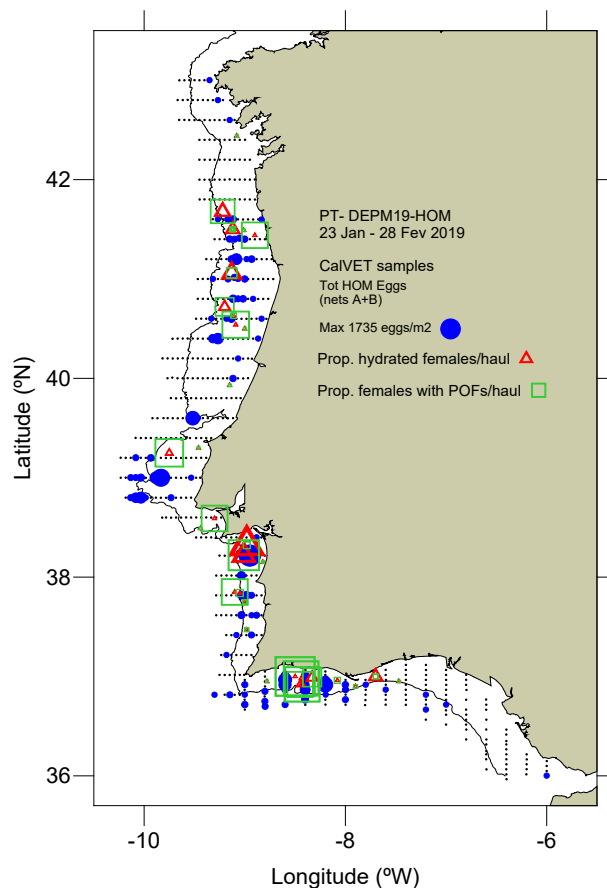 PT- DEPM19-HOM
23 Jan - 28 Fev 2019
CalVET samples
Tot HOM Eggs
(nets A+B)
Max 1735 eggs/m2
Prop. hydrated females/haul
Prop. females with POFs/haul
42
40
38
36
Latitude (ºN)
-10
-8
-6
Longitude (ºW)